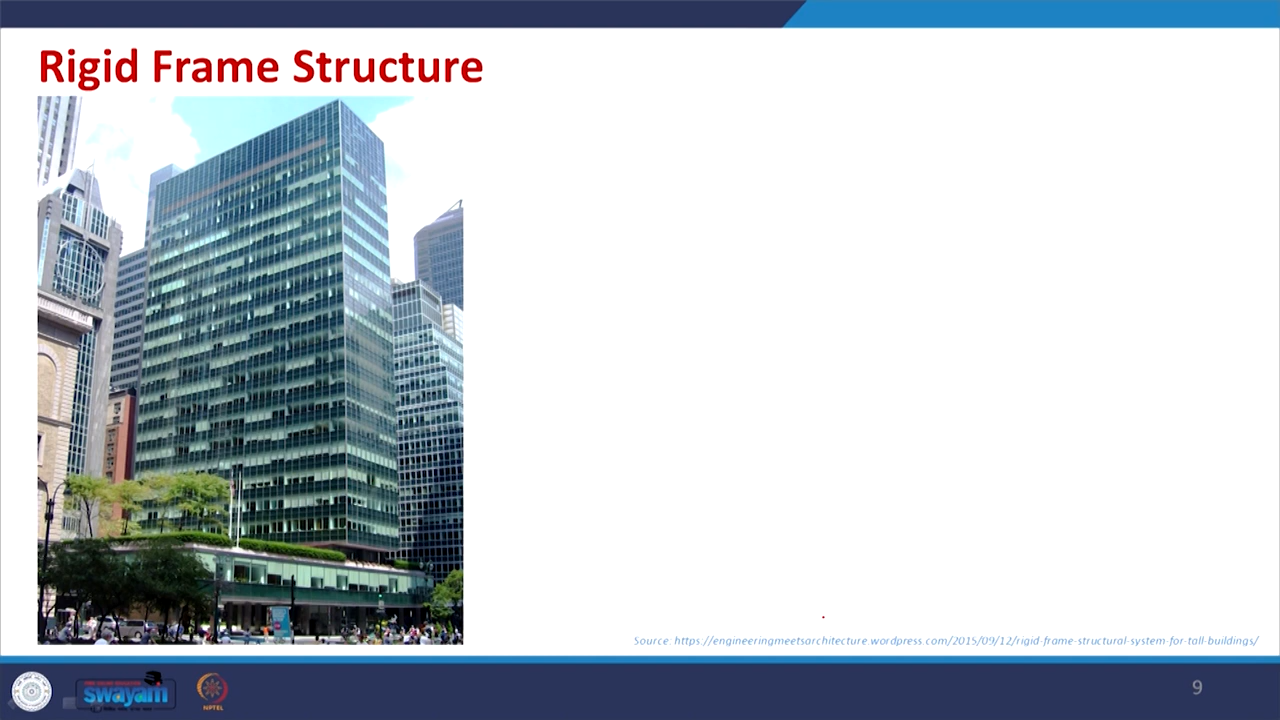 Rigid Frame Structure
Source: https://engineeringmeetsarchitecture.wordpress.com/2015/09/12/rigid-frame-structural-system-for-tall-buildings/
swayam
NPTEL
9